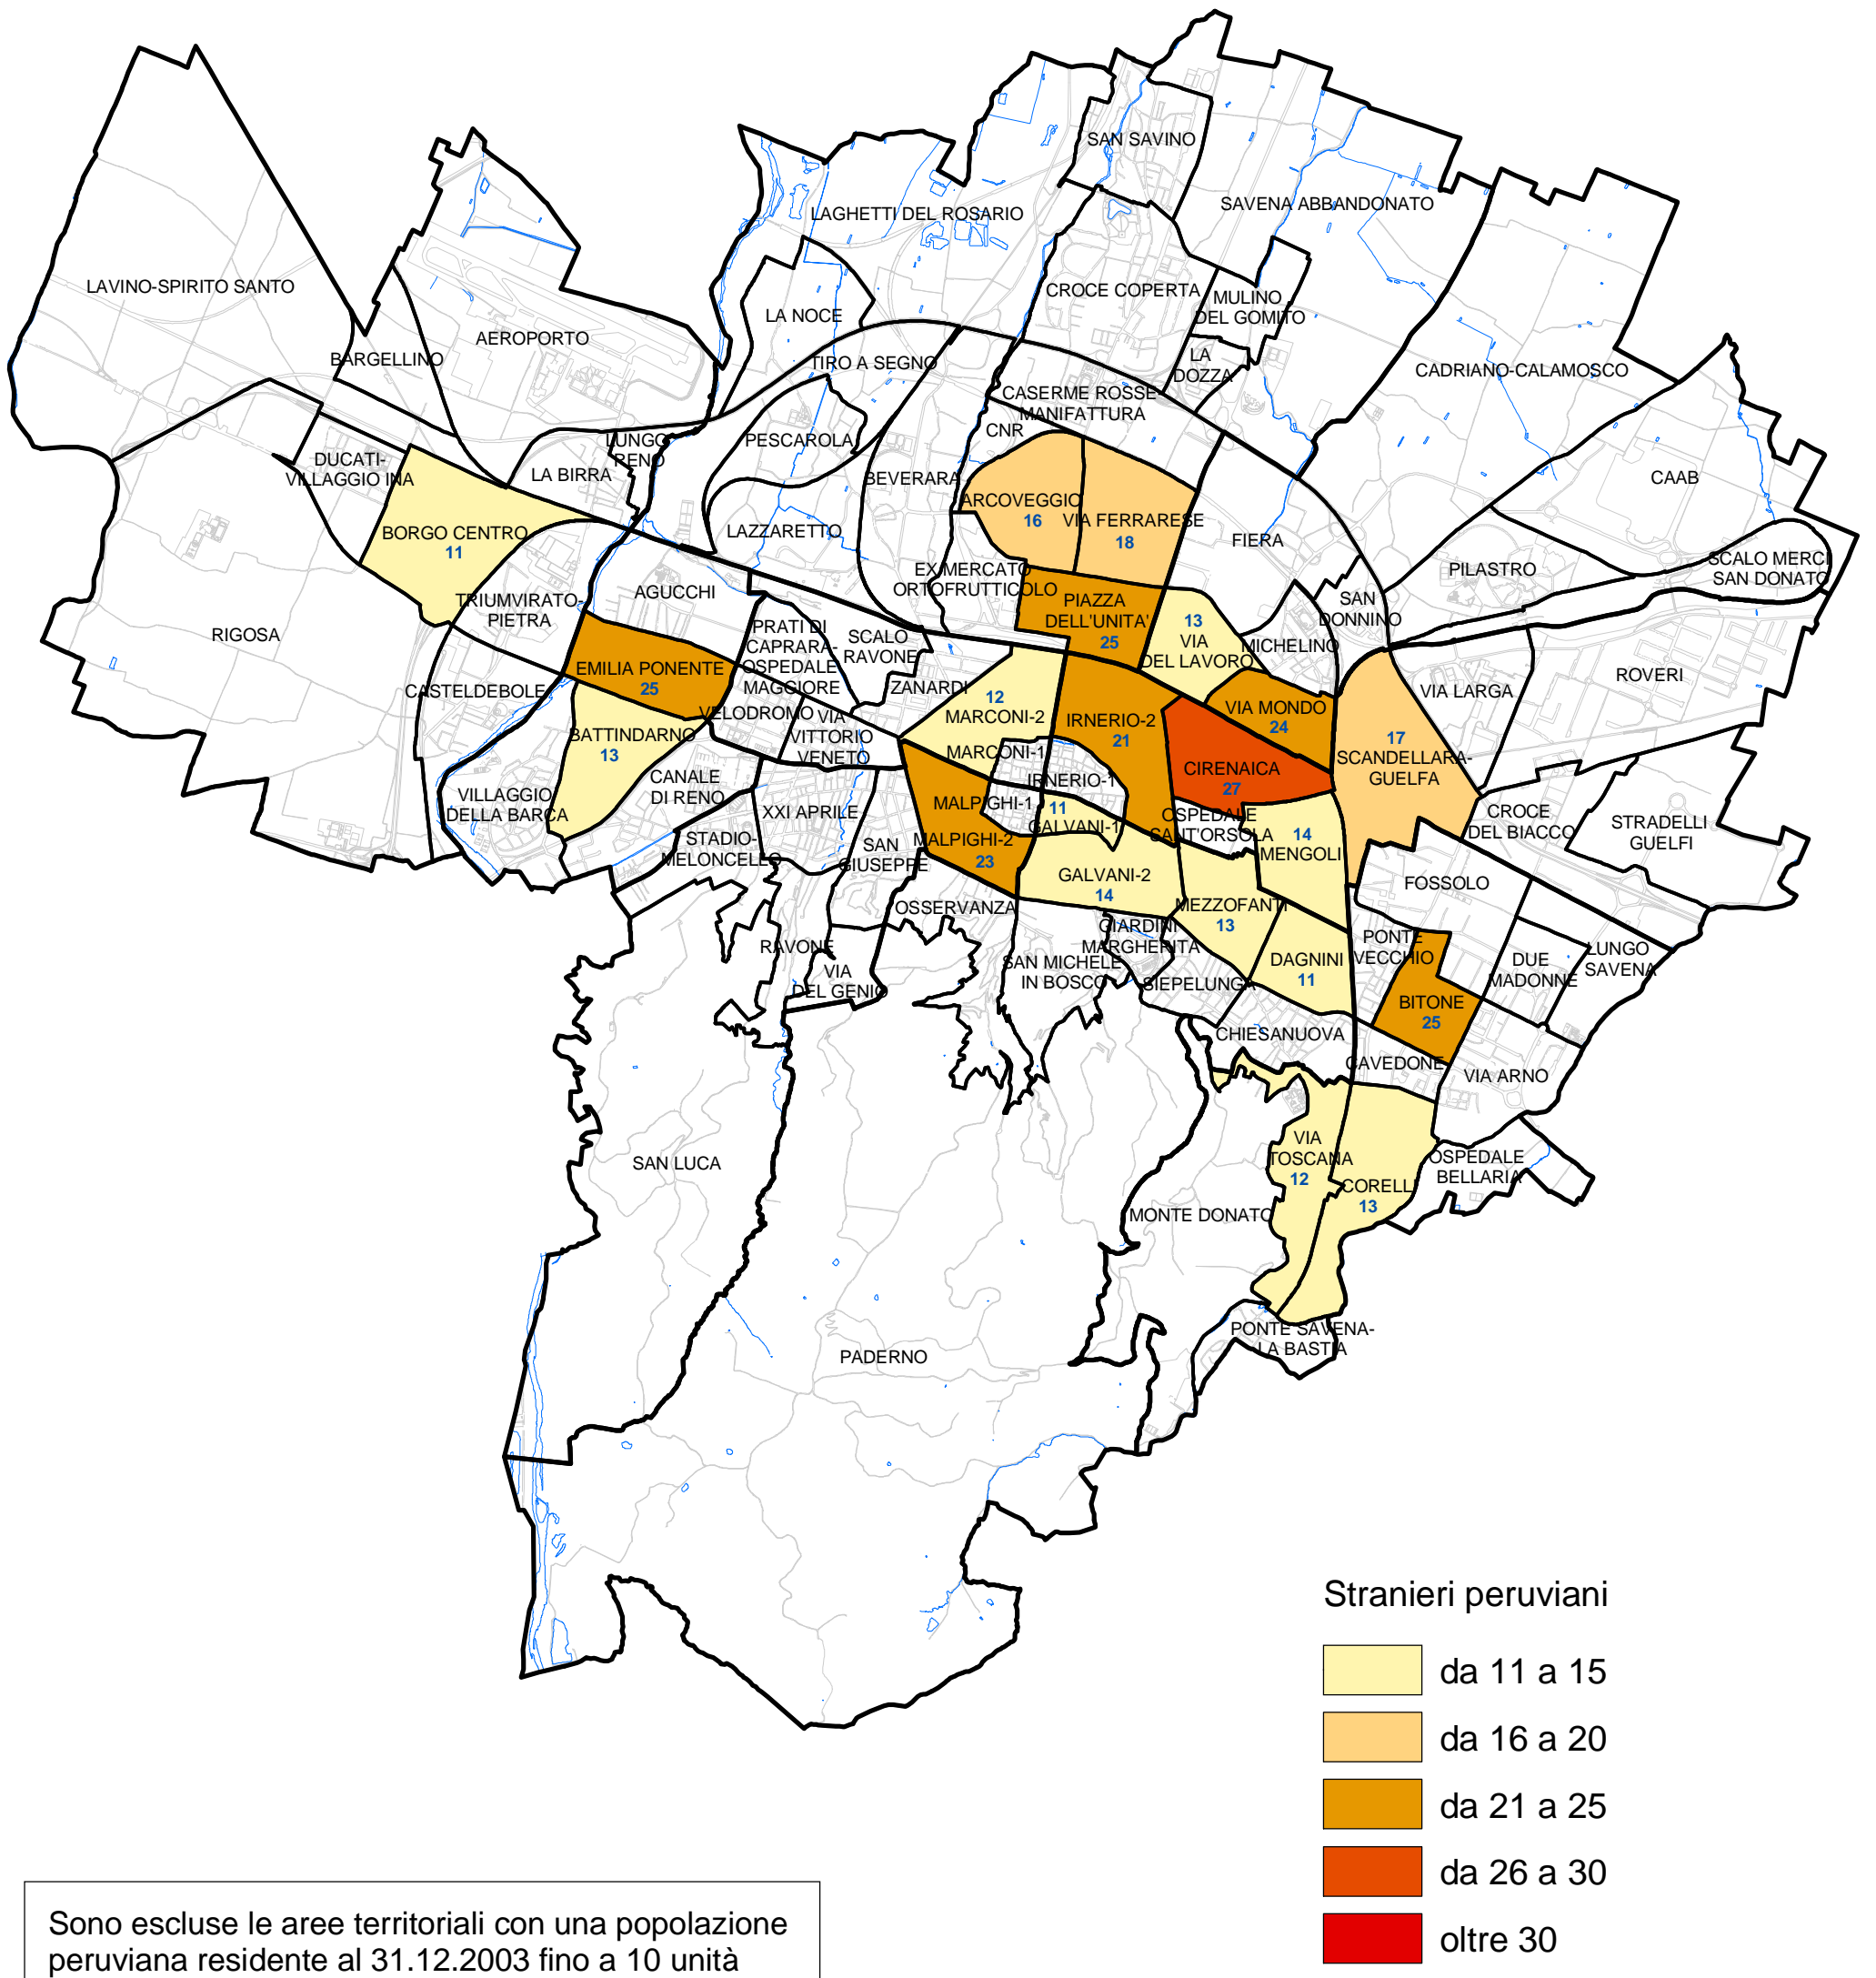 SAN SAVINO
SAVENA ABBANDONATO
LAGHETTI DEL ROSARIO
LAVINO-SPIRITO SANTO
CROCE COPERTA
MULINO
DEL GOMITO
LA NOCE
AEROPORTO
BARGELLINO
TIRO A SEGNO
LA
DOZZA
CADRIANO-CALAMOSCO
CASERME ROSSE-
MANIFATTURA
CNR
LUNGO
RENO
PESCAROLA
DUCATI-
VILLAGGIO INA
LA BIRRA
BEVERARA
CAAB
ARCOVEGGIO
16
VIA FERRARESE
18
BORGO CENTRO
11
LAZZARETTO
FIERA
SCALO MERCI
SAN DONATO
PILASTRO
EX MERCATO
ORTOFRUTTICOLO
AGUCCHI
TRIUMVIRATO-
PIETRA
PIAZZA
DELL'UNITA'
25
SAN
DONNINO
13
VIA
DEL LAVORO
MICHELINO
RIGOSA
PRATI DI
CAPRARA-
OSPEDALE
MAGGIORE
SCALO
RAVONE
EMILIA PONENTE
25
ROVERI
VIA LARGA
CASTELDEBOLE
ZANARDI
12
MARCONI-2
VELODROMO
VIA
VITTORIO
VENETO
IRNERIO-2
21
VIA MONDO
24
BATTINDARNO
13
17
SCANDELLARA-
GUELFA
MARCONI-1
CIRENAICA
27
IRNERIO-1
CANALE
DI RENO
VILLAGGIO
DELLA BARCA
XXI APRILE
MALPIGHI-1
11
GALVANI-1
OSPEDALE
SANT'ORSOLA
CROCE
DEL BIACCO
STRADELLI
GUELFI
STADIO-
MELONCELLO
SAN
GIUSEPPE
MALPIGHI-2
23
14
MENGOLI
GALVANI-2
14
FOSSOLO
OSSERVANZA
MEZZOFANTI
13
GIARDINI
MARGHERITA
RAVONE
PONTE
VECCHIO
LUNGO
SAVENA
DUE
MADONNE
DAGNINI
11
SAN MICHELE
IN BOSCO
VIA
DEL GENIO
SIEPELUNGA
BITONE
25
CHIESANUOVA
CAVEDONE
VIA ARNO
VIA
TOSCANA
12
SAN LUCA
OSPEDALE
BELLARIA
CORELLI
13
MONTE DONATO
PONTE SAVENA-
LA BASTIA
PADERNO
Stranieri peruviani
da 11 a 15
da 16 a 20
da 21 a 25
da 26 a 30
oltre 30
Sono escluse le aree territoriali con una popolazione
peruviana residente al 31.12.2003 fino a 10 unità